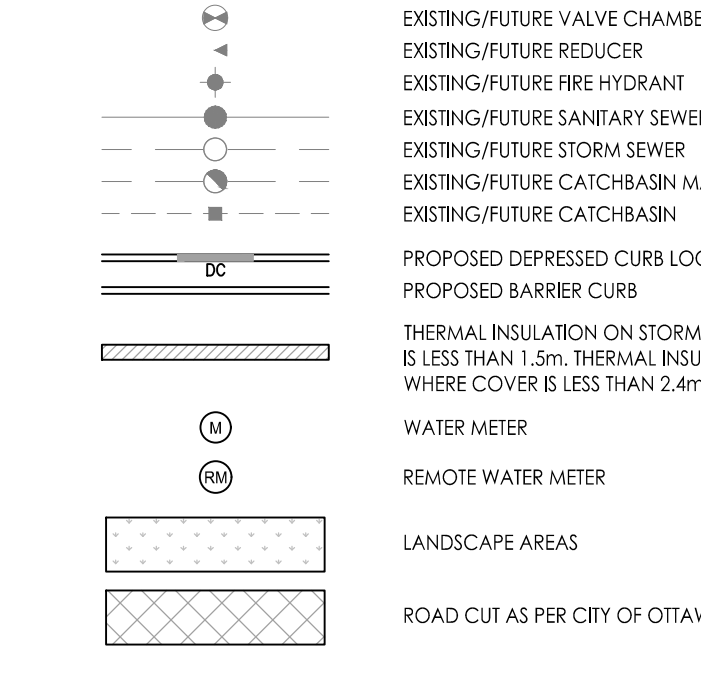 EXISTING/FUTURE VALVE CHAMBE
EXISTING/FUTURE REDUCER
EXISTING/FUTURE FIRE HYDRANT
EXISTING/FUTURE SANITARY SEWE
EXISTING/FUTURE STORM SEWER
EXISTING/FUTURE CATCHBASIN MA
EXISTING/FUTURE CATCHBASIN
DC PROPOSED DEPRESSED CURB LOC
PROPOSED BARRIER CURB
THERMAL INSULATION ON STORM
IS LESS THAN 1.5m. THERMAL INSU
WHERE COVER IS LESS THAN 2.4m
M WATER METER
RM REMOTE WATER METER
LANDSCAPE AREAS
ROAD CUT AS PER CITY OF OTTAW